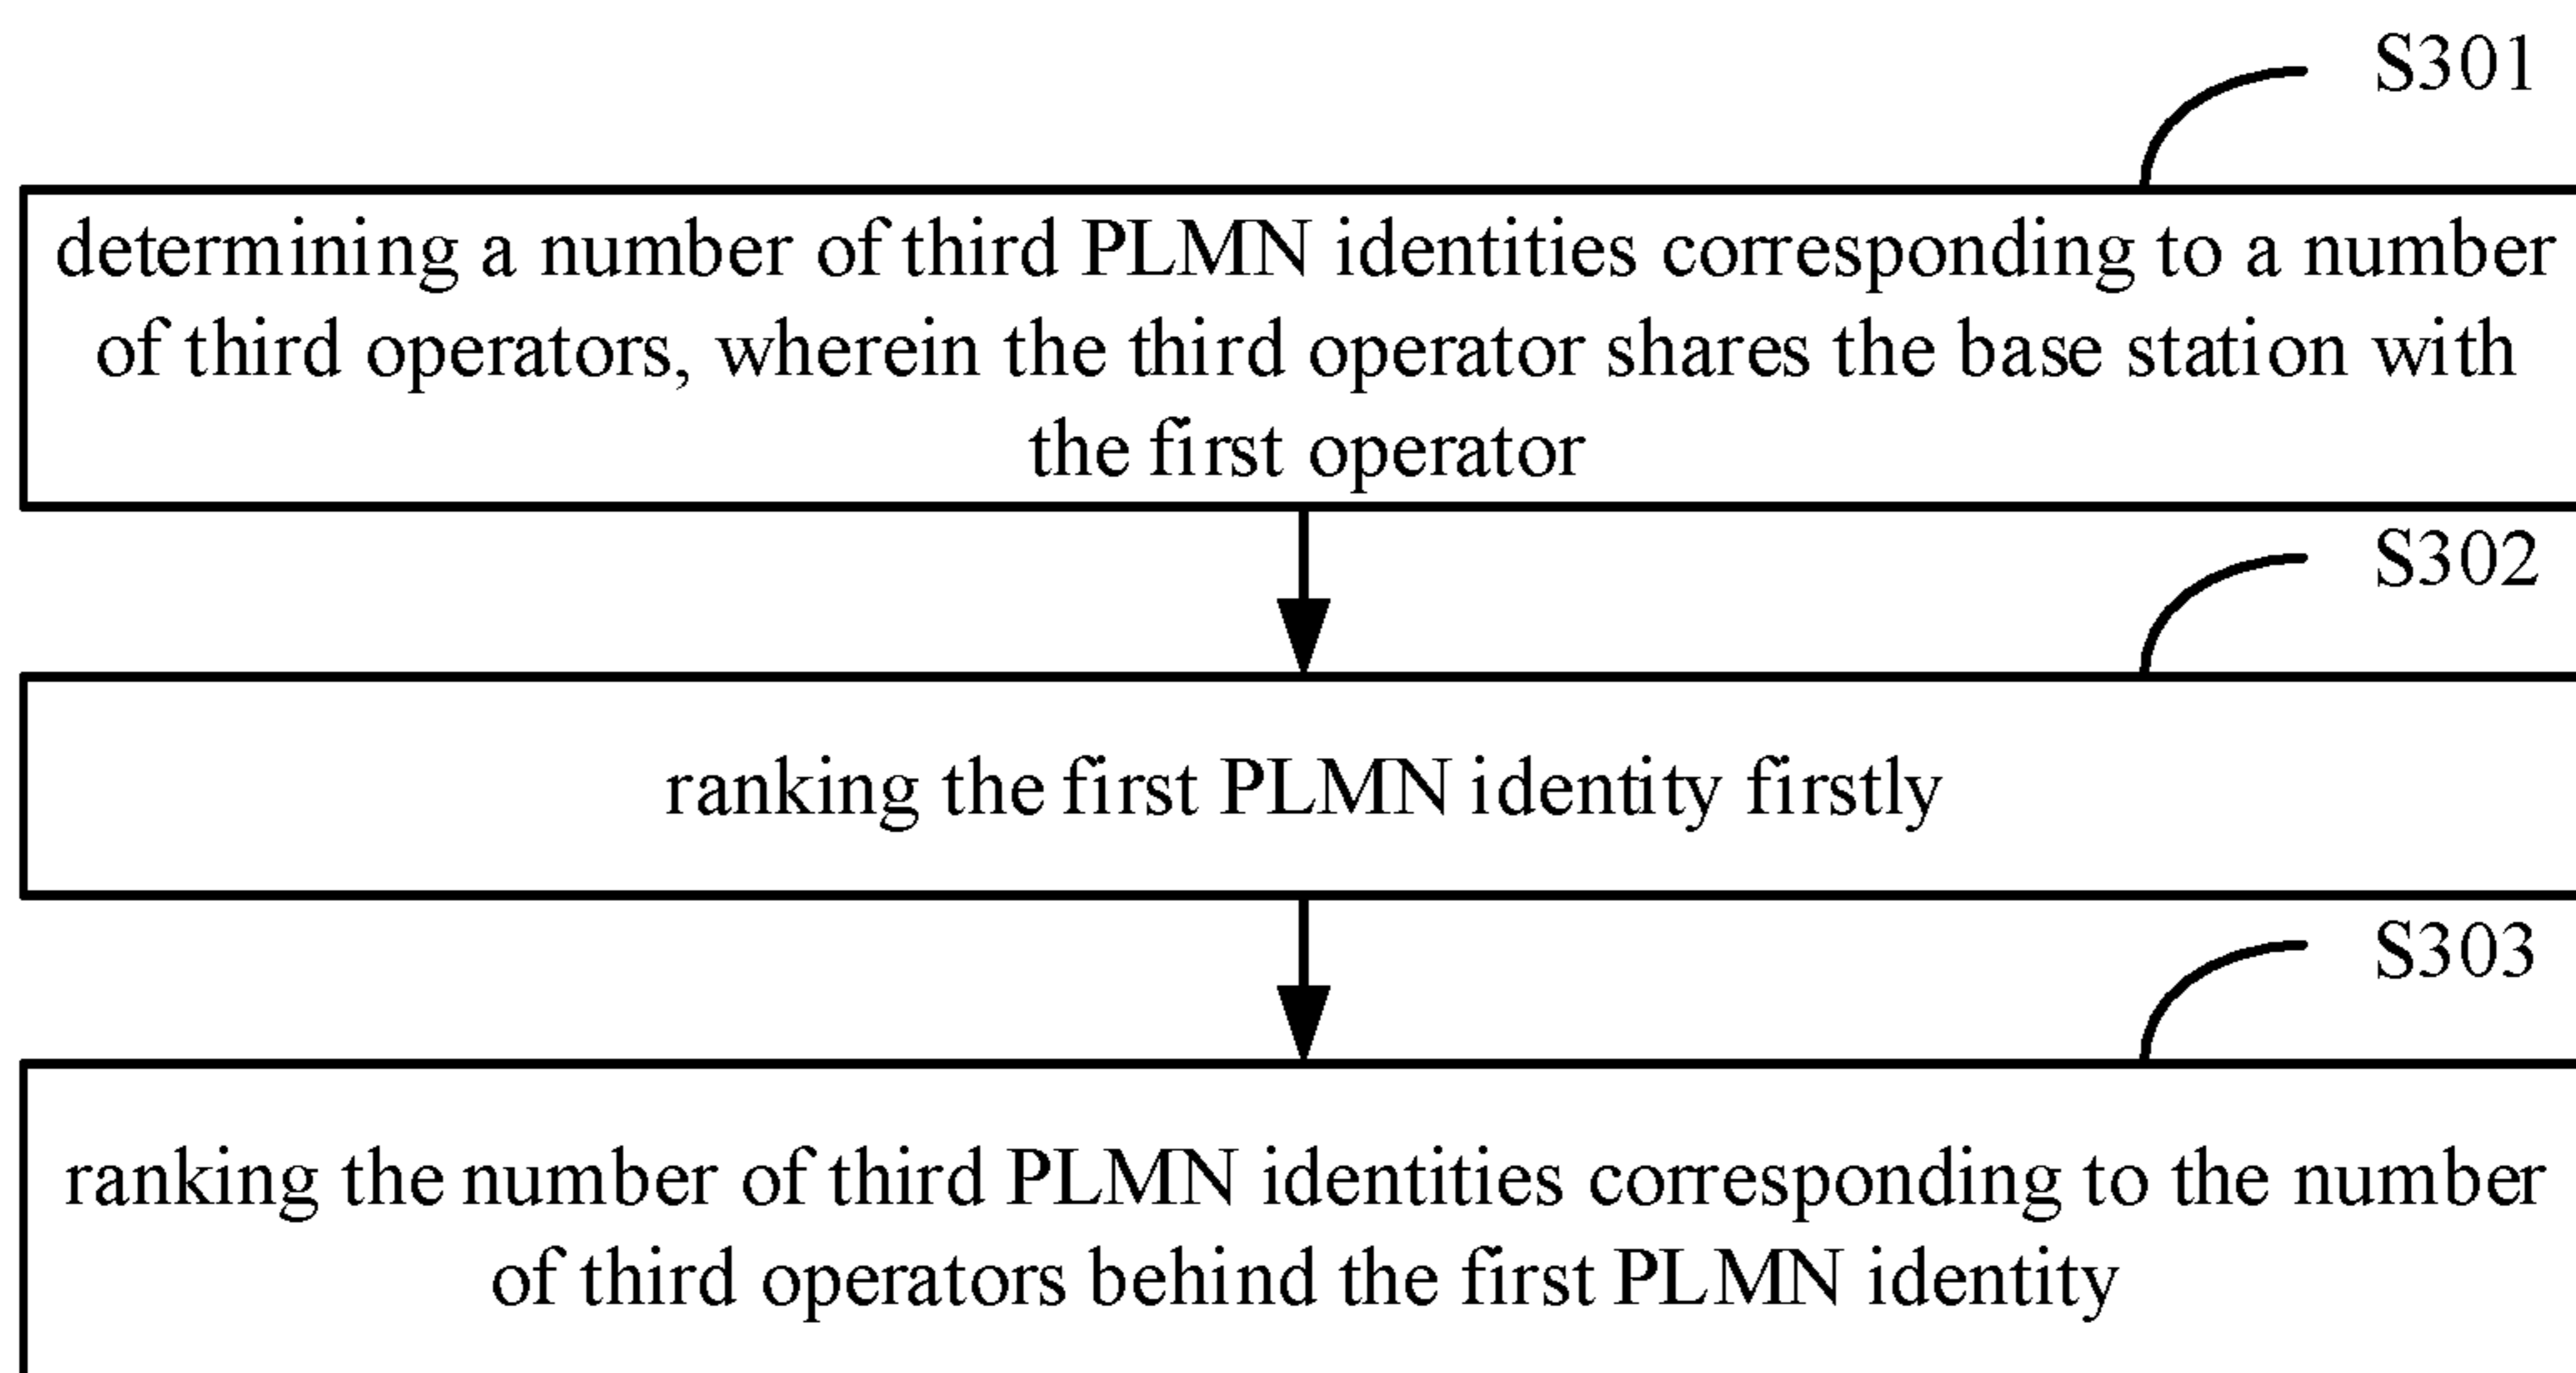 S301
determining a number of third PLMN identities corresponding to a number
of third operators, wherein the third operator shares the base station with
the first operator
S302
ranking the first PLMN identity firstly
S303
ranking the number of third PLMN identities corresponding to the number
of third operators behind the first PLMN identity